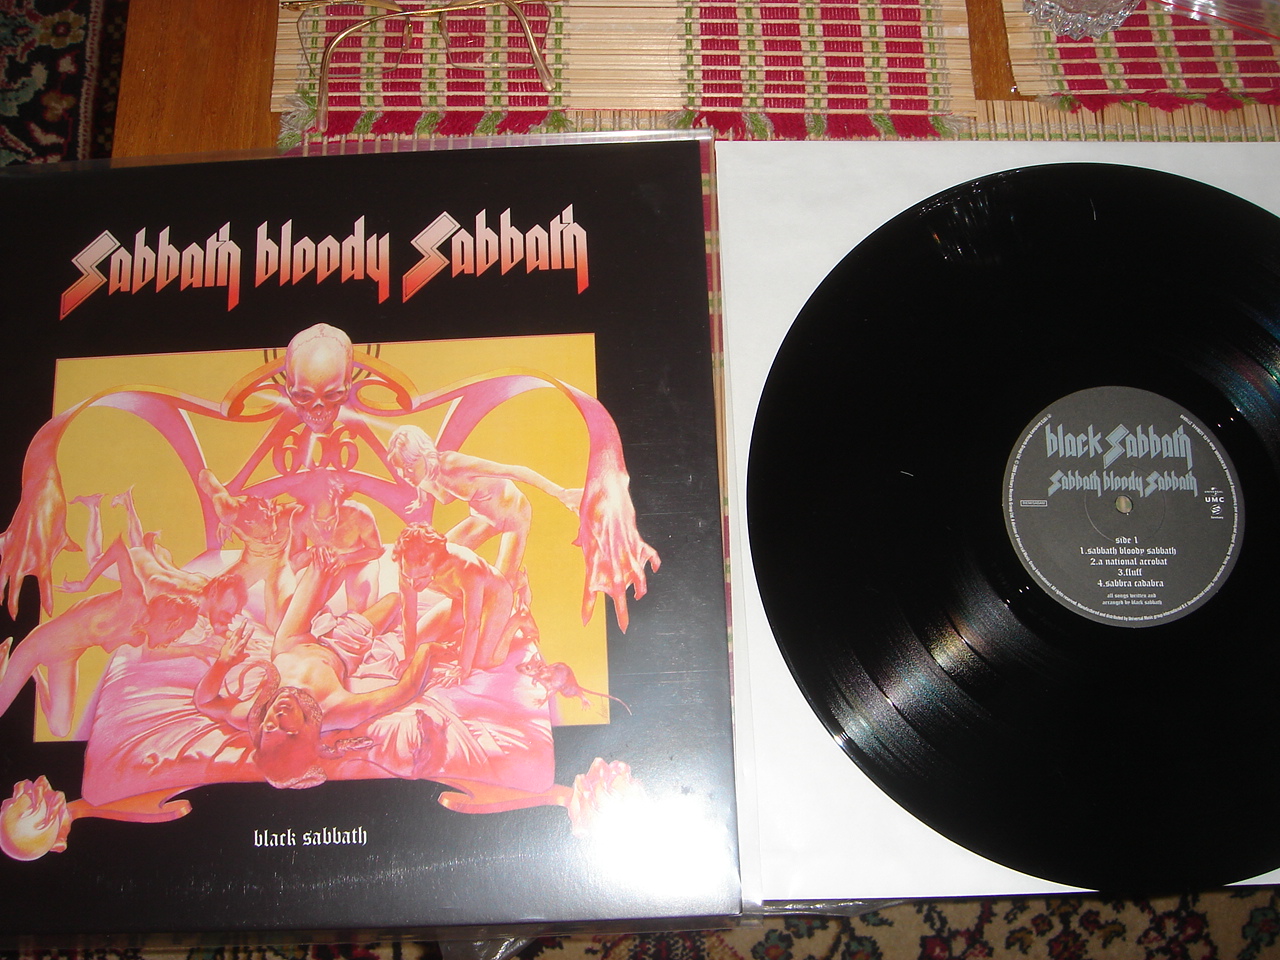 Sabbath bloody Sabbath
666
black sabbath
black Sabbath
Sabbath bloody Sabbath
UMC
side 1
1.sabbath bloody sabbath
2.a national acrobat
3.fluff
4.sabbra cadabra
all songs written and
arranged by black sabbath